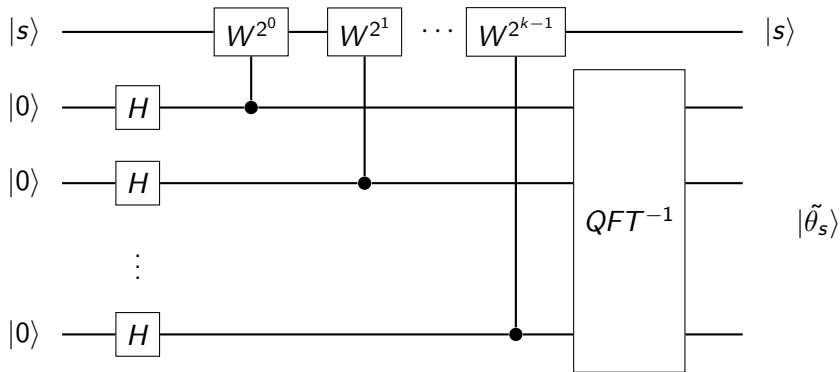 |s⟩ W^{2^0} W^{2^1} ⋯ W^{2^{k−1}} |s⟩
|0⟩ H
|0⟩ H
QFT^{−1} |θ̃_s⟩
⋮
|0⟩ H